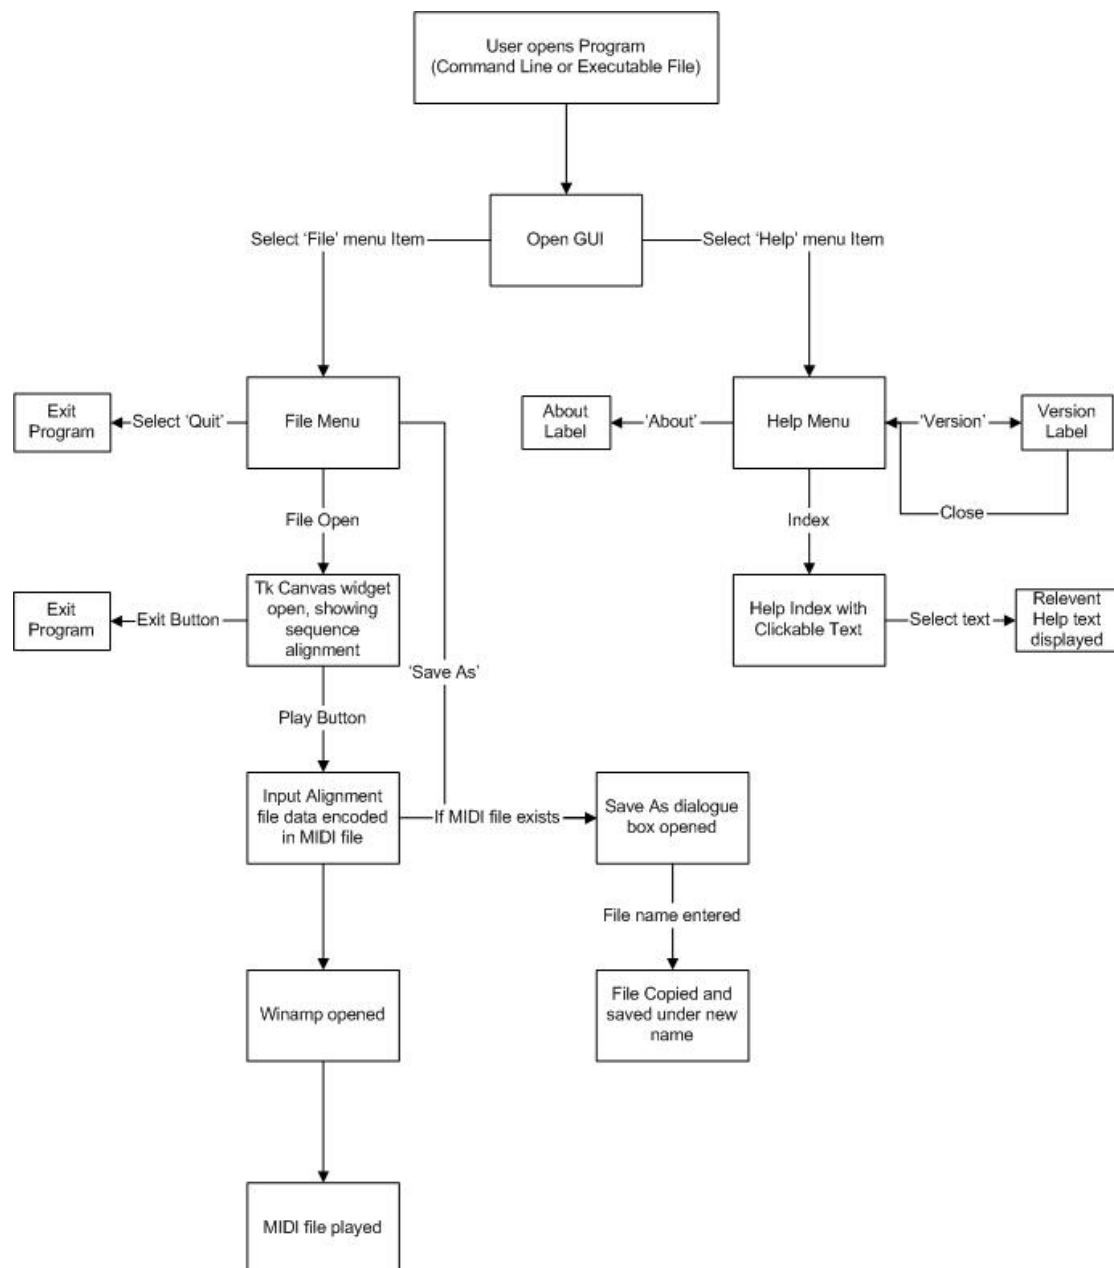 User opens Program
(Command Line or Executable File)
Select ‘File’ menu Item
Open GUI
Select ‘Help’ menu Item
Exit
Program
Select ‘Quit’
File Menu
About
Label
‘About’
Help Menu
‘Version’
Version
Label
Close
File Open
Index
Exit
Program
Exit Button
Tk Canvas widget
open, showing
sequence
alignment
Help Index with
Clickable Text
Select text
Relevent
Help text
displayed
‘Save As’
Play Button
Input Alignment
file data encoded
in MIDI file
If MIDI file exists
Save As dialogue
box opened
File name entered
Winamp opened
File Copied and
saved under new
name
MIDI file played